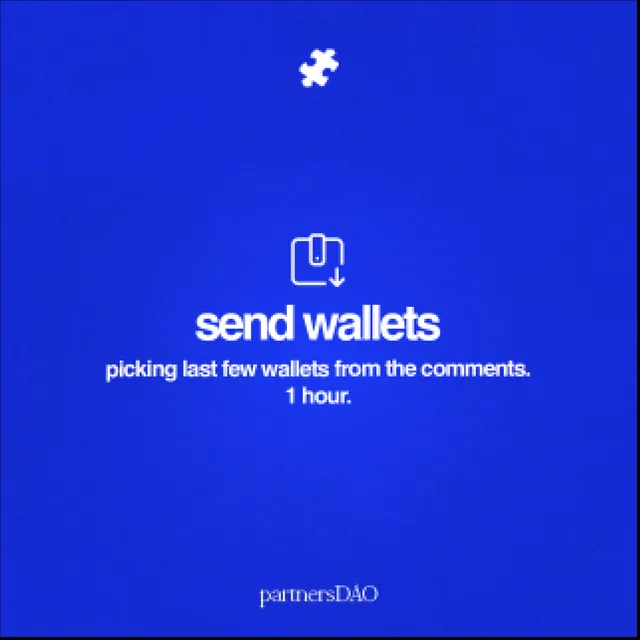 send wallets
picking last few wallets from the comments.
1 hour.
partnersDAO